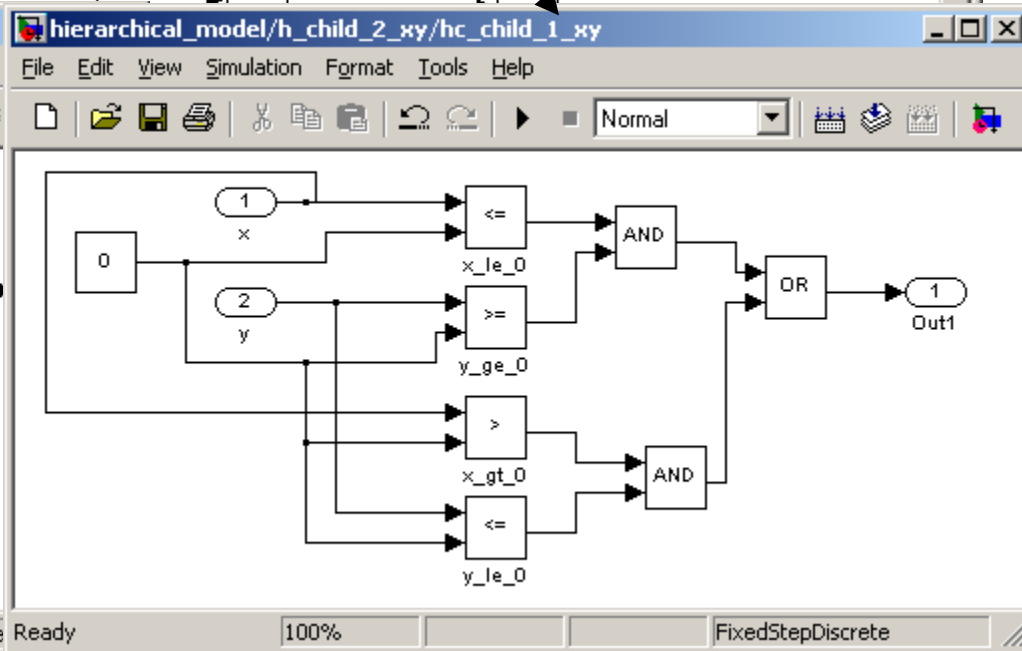 hierarchical_model/h_child_2_xy/hc_child_1_xy
File Edit View Simulation Format Tools Help
Normal
1
x
0
2
y
<=
x_le_0
>=
y_ge_0
>
x_gt_0
<=
y_le_0
AND
AND
OR
1
Out1
Ready 100% FixedStepDiscrete